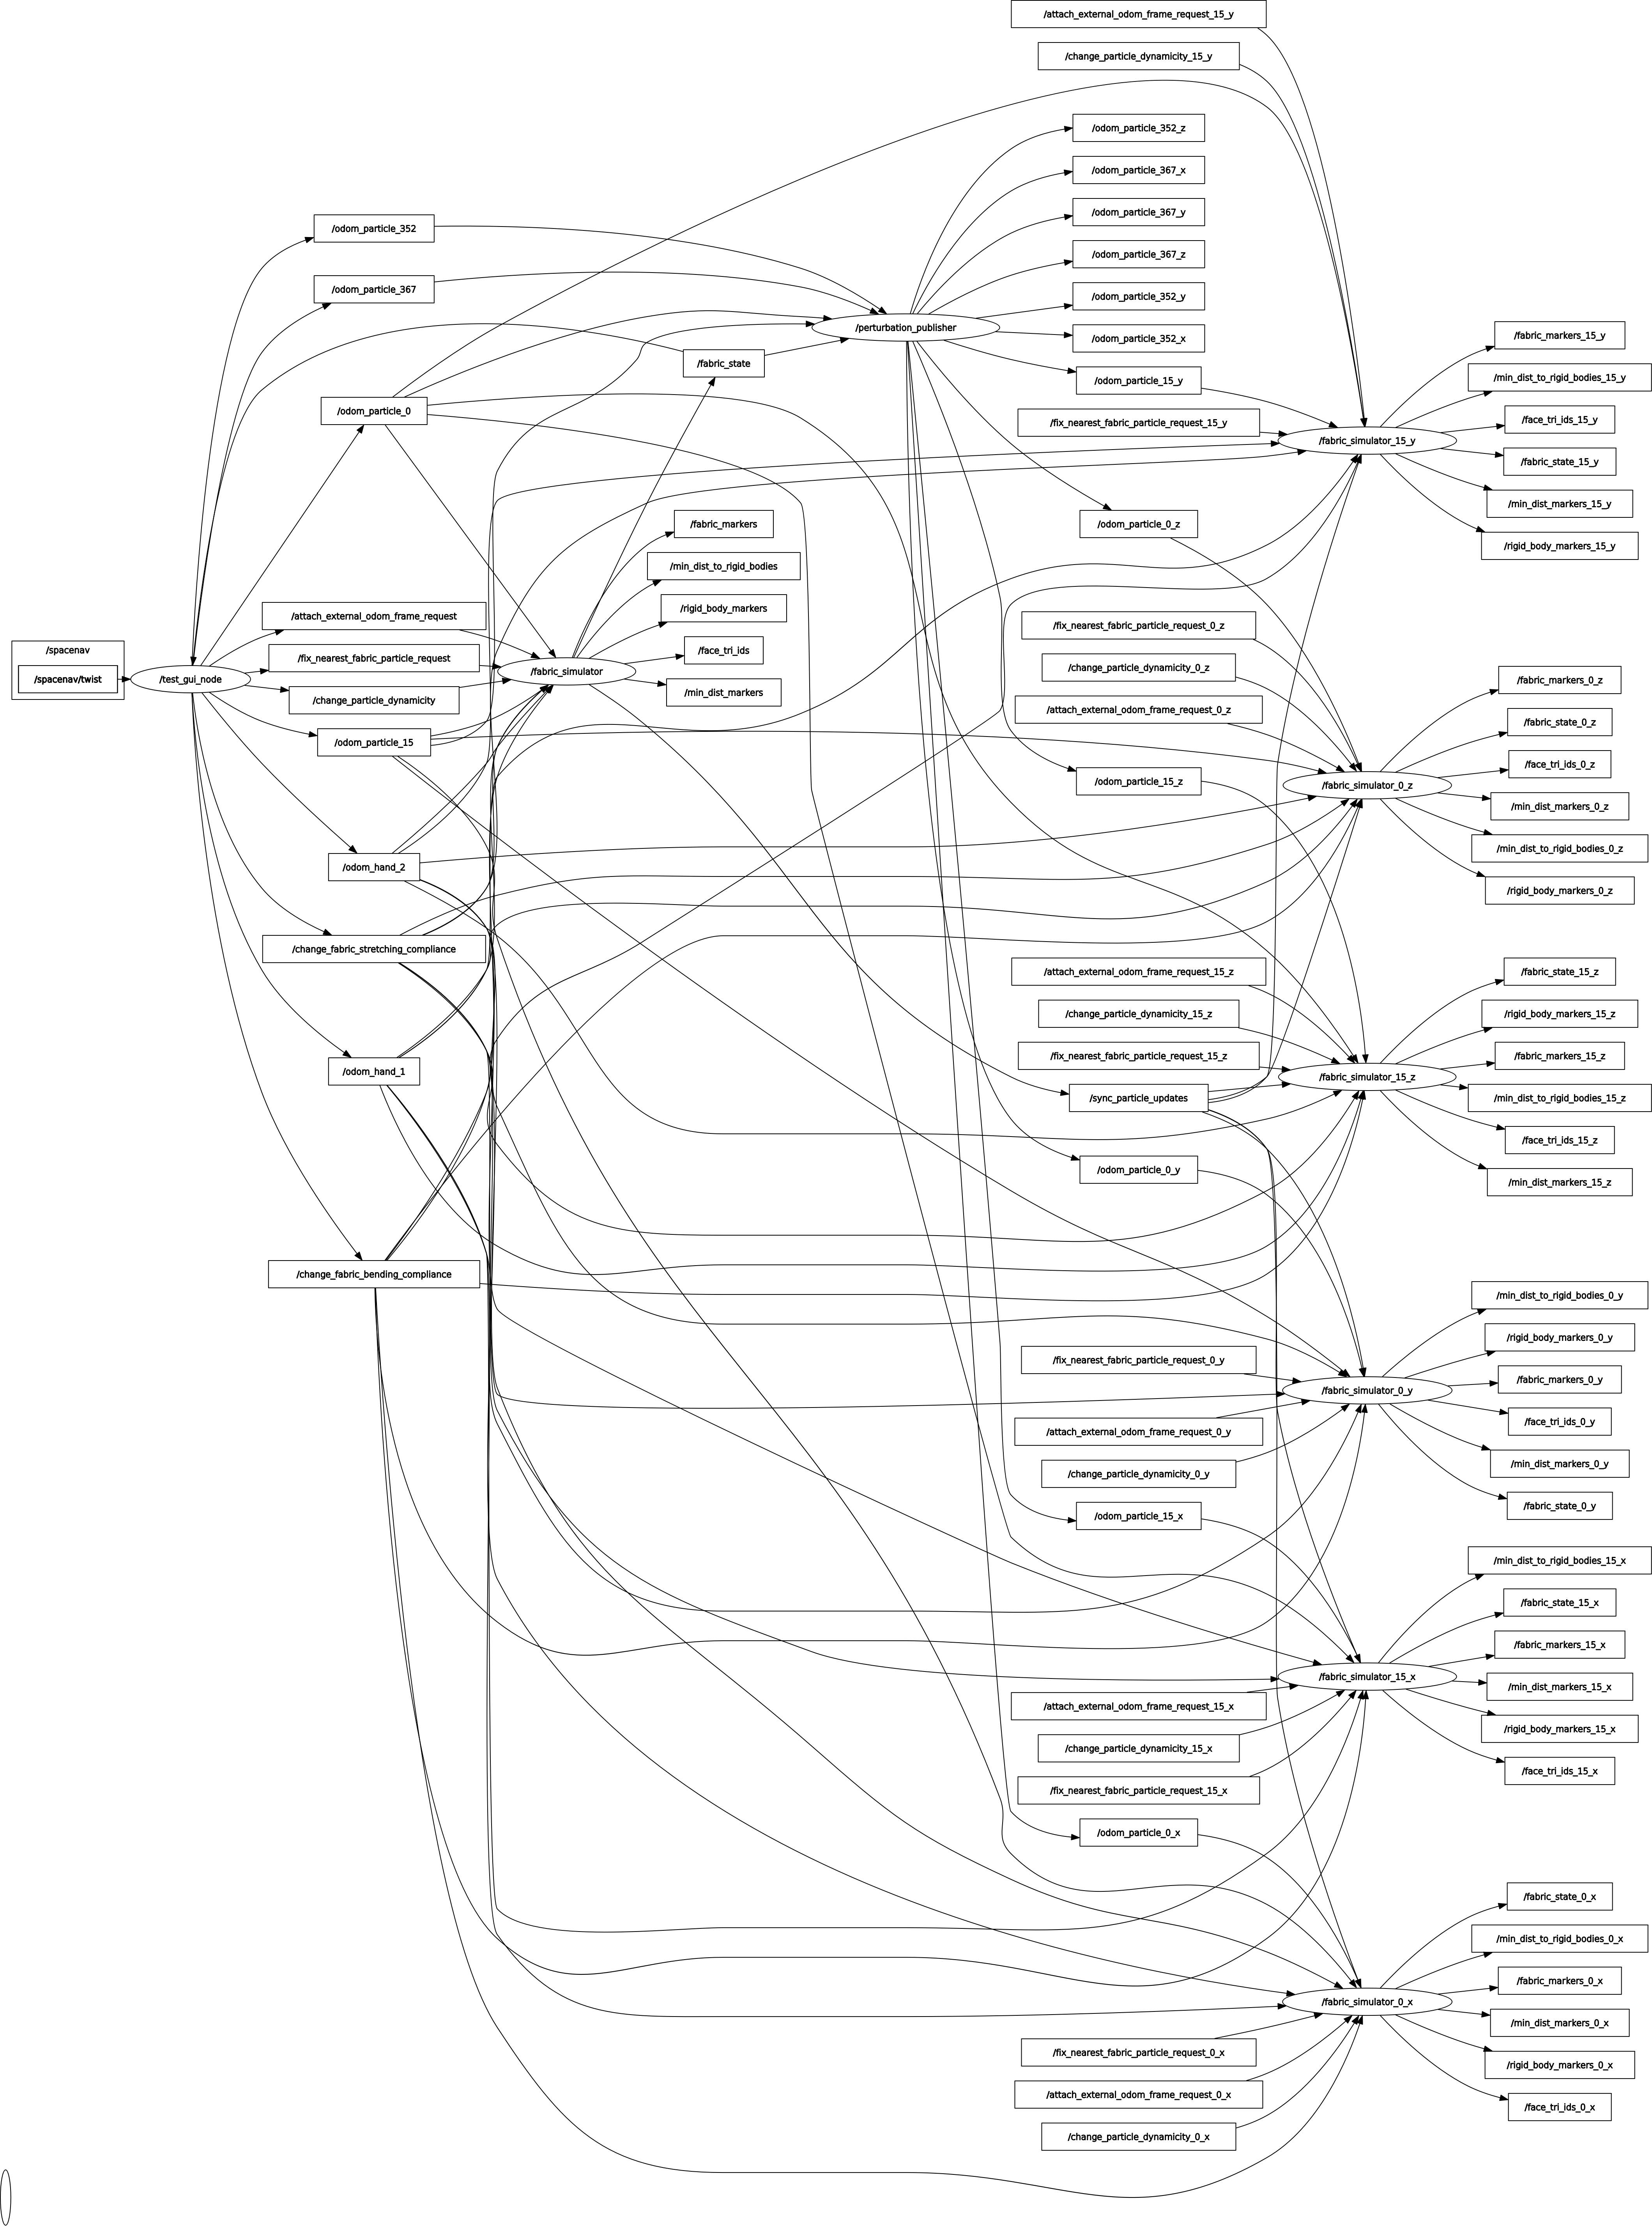 /attach_external_odom_frame_request_15_y
/change_particle_dynamicity_15_y
/odom_particle_352_z
/odom_particle_367_x
/odom_particle_367_y
/odom_particle_352
/odom_particle_367_z
/odom_particle_367
/odom_particle_352_y
/perturbation_publisher
/odom_particle_352_x
/fabric_markers_15_y
/fabric_state
/odom_particle_15_y
/min_dist_to_rigid_bodies_15_y
/odom_particle_0
/fix_nearest_fabric_particle_request_15_y
/face_tri_ids_15_y
/fabric_simulator_15_y
/fabric_state_15_y
/min_dist_markers_15_y
/fabric_markers
/odom_particle_0_z
/rigid_body_markers_15_y
/min_dist_to_rigid_bodies
/rigid_body_markers
/attach_external_odom_frame_request
/fix_nearest_fabric_particle_request_0_z
/spacenav
/face_tri_ids
/fix_nearest_fabric_particle_request
/change_particle_dynamicity_0_z
/spacenav/twist
/test_gui_node
/fabric_simulator
/fabric_markers_0_z
/min_dist_markers
/change_particle_dynamicity
/attach_external_odom_frame_request_0_z
/fabric_state_0_z
/odom_particle_15
/face_tri_ids_0_z
/odom_particle_15_z
/fabric_simulator_0_z
/min_dist_markers_0_z
/min_dist_to_rigid_bodies_0_z
/odom_hand_2
/rigid_body_markers_0_z
/change_fabric_stretching_compliance
/attach_external_odom_frame_request_15_z
/fabric_state_15_z
/change_particle_dynamicity_15_z
/rigid_body_markers_15_z
/fix_nearest_fabric_particle_request_15_z
/fabric_markers_15_z
/odom_hand_1
/fabric_simulator_15_z
/sync_particle_updates
/min_dist_to_rigid_bodies_15_z
/face_tri_ids_15_z
/odom_particle_0_y
/min_dist_markers_15_z
/change_fabric_bending_compliance
/min_dist_to_rigid_bodies_0_y
/rigid_body_markers_0_y
/fix_nearest_fabric_particle_request_0_y
/fabric_markers_0_y
/fabric_simulator_0_y
/face_tri_ids_0_y
/attach_external_odom_frame_request_0_y
/min_dist_markers_0_y
/change_particle_dynamicity_0_y
/fabric_state_0_y
/odom_particle_15_x
/min_dist_to_rigid_bodies_15_x
/fabric_state_15_x
/fabric_markers_15_x
/fabric_simulator_15_x
/min_dist_markers_15_x
/attach_external_odom_frame_request_15_x
/rigid_body_markers_15_x
/change_particle_dynamicity_15_x
/face_tri_ids_15_x
/fix_nearest_fabric_particle_request_15_x
/odom_particle_0_x
/fabric_state_0_x
/min_dist_to_rigid_bodies_0_x
/fabric_markers_0_x
/fabric_simulator_0_x
/min_dist_markers_0_x
/fix_nearest_fabric_particle_request_0_x
/rigid_body_markers_0_x
/attach_external_odom_frame_request_0_x
/face_tri_ids_0_x
/change_particle_dynamicity_0_x